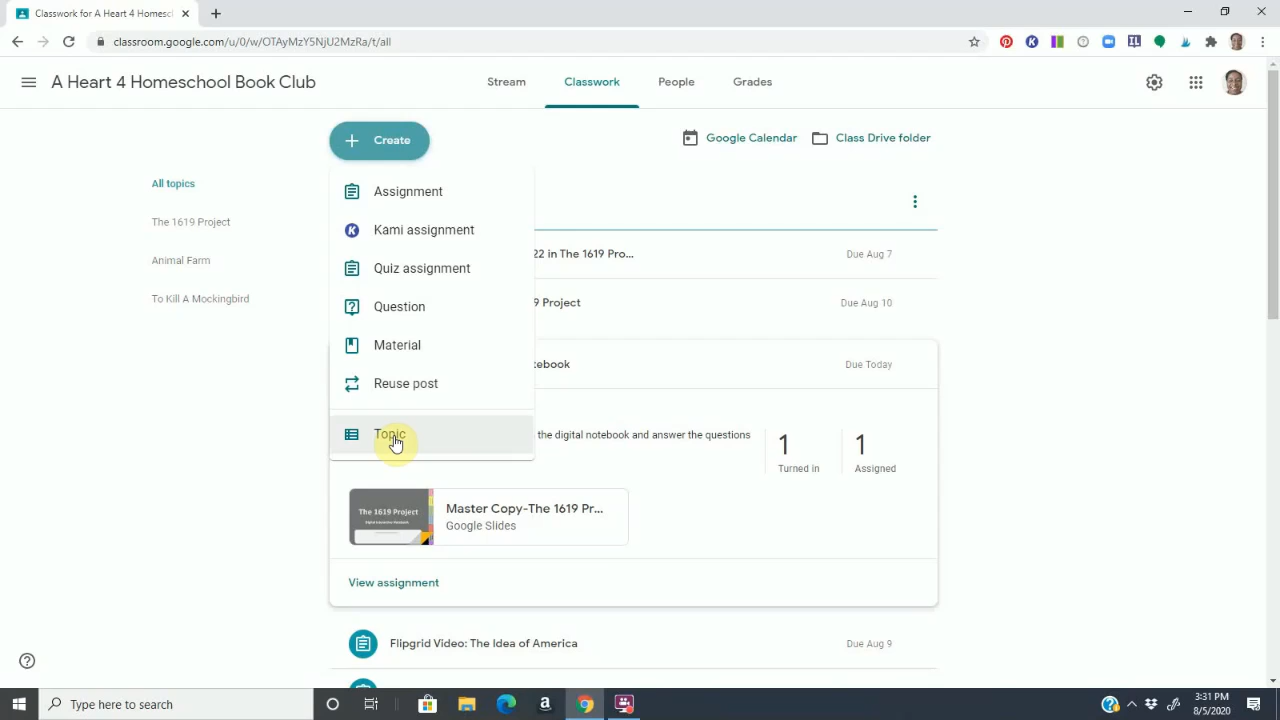 Classwork for A Heart 4 Homesch
classroom.google.com/u/0/w/OTAyMzY5NjU2MzRa/t/all
A Heart 4 Homeschool Book Club
Stream
Classwork
People
Grades
Create
Google Calendar
Class Drive folder
All topics
The 1619 Project
Animal Farm
To Kill A Mockingbird
Assignment
Kami assignment
Quiz assignment
Question
Material
Reuse post
Topic
22 in The 1619 Pro...
Due Aug 7
19 Project
Due Aug 10
tebook
Due Today
the digital notebook and answer the questions
1
Turned in
1
Assigned
The 1619 Project
Master Copy-The 1619 Pr...
Google Slides
View assignment
Flipgrid Video: The Idea of America
Due Aug 9
Type here to search
3:31 PM
8/5/2020